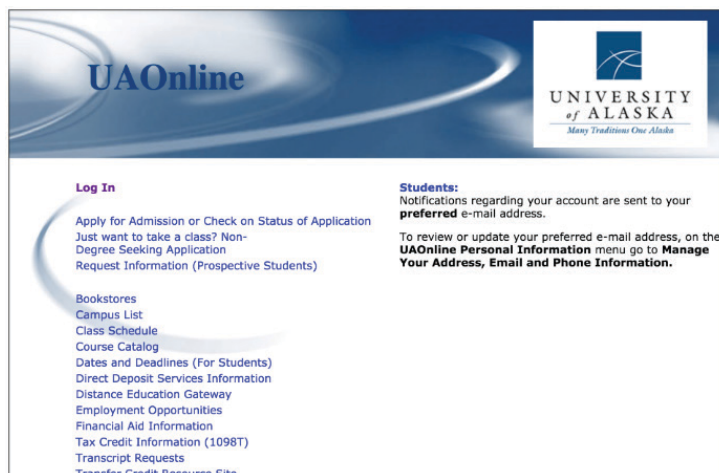 UAOnline
UNIVERSITY
of ALASKA
Many Traditions One Alaska
Log In
Apply for Admission or Check on Status of Application
Just want to take a class? Non-
Degree Seeking Application
Request Information (Prospective Students)
Bookstores
Campus List
Class Schedule
Course Catalog
Dates and Deadlines (For Students)
Direct Deposit Services Information
Distance Education Gateway
Employment Opportunities
Financial Aid Information
Tax Credit Information (1098T)
Transcript Requests
Transfer Credit Resource Site
Students:
Notifications regarding your account are sent to your
preferred e-mail address.
To review or update your preferred e-mail address, on the
UAOnline Personal Information menu go to Manage
Your Address, Email and Phone Information.